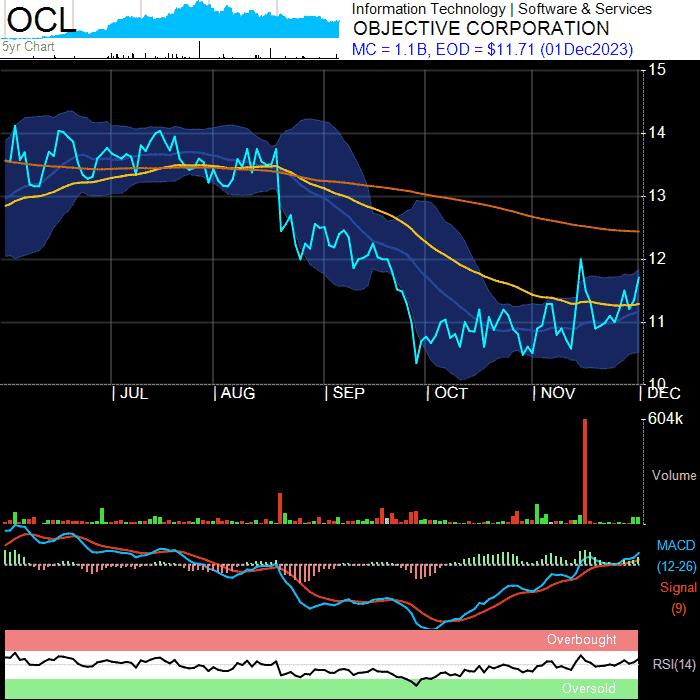 OCL
5yr Chart
Information Technology | Software & Services
OBJECTIVE CORPORATION
MC = 1.1B, EOD = $11.71 (01Dec2023)
15
14
13
12
11
10
JUL AUG SEP OCT NOV DEC
604k
Volume
MACD
(12-26)
Signal
(9)
Overbought
RSI(14)
Oversold